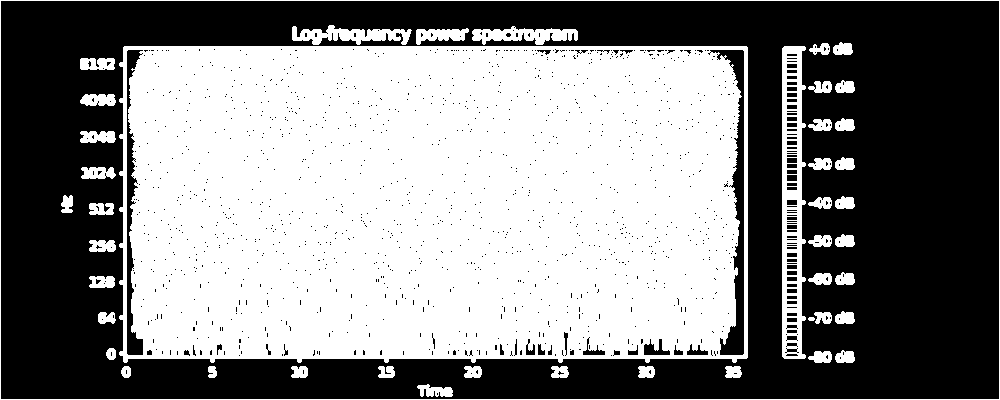 Log-frequency power spectrogram
8192
4096
2048
1024
512
256
128
64
0
Hz
0 5 10 15 20 25 30 35
Time
+0 dB
-10 dB
-20 dB
-30 dB
-40 dB
-50 dB
-60 dB
-70 dB
-80 dB